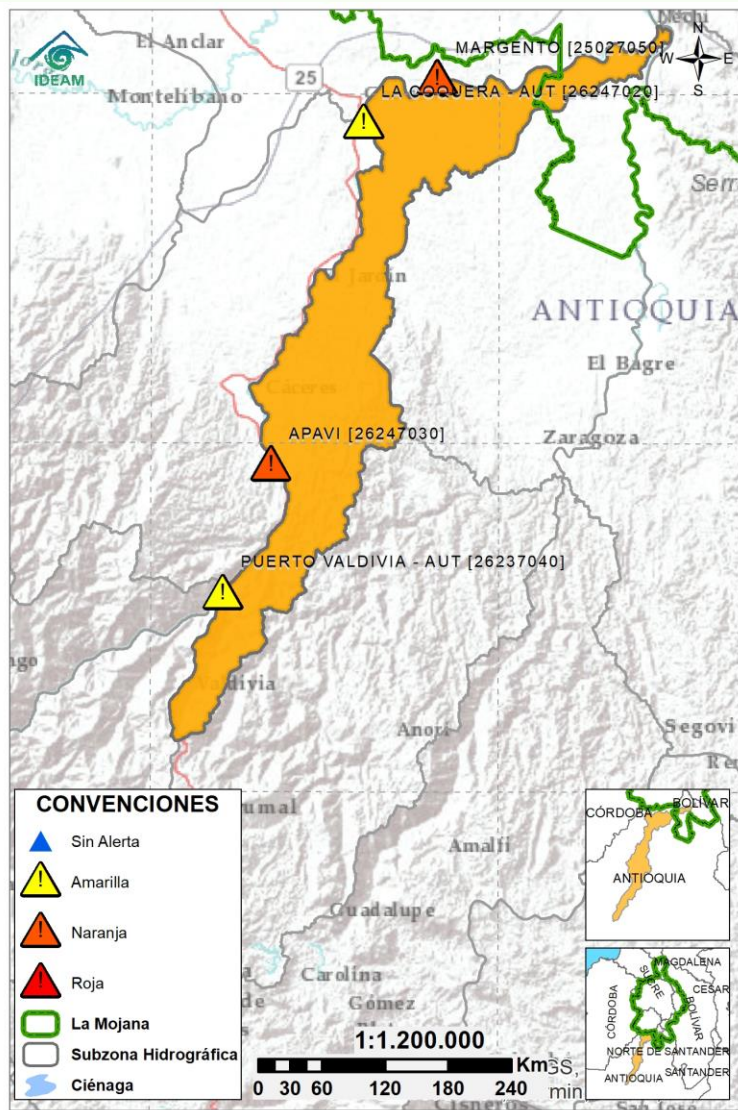 Nechí
El Anclar
IDEAM
25
Montelíbano
MARGENTO [25027050]
N
W E
S
LA COQUERA - AUT [26247020]
El Jardín
ANTIOQUIA
El Bagre
Cáceres
APAVI [26247030]
Zaragoza
PUERTO VALDIVIA - AUT [26237040]
Valdivia
Anorí
Segovi
CONVENCIONES
Sin Alerta
Amarilla
Naranja
Roja
La Mojana
Subzona Hidrográfica
Ciénaga
Amalfi
Guadalupe
Carolina
Gómez
1:1.200.000
Km
0 30 60 120 180 240
Cisneros
CÓRDOBA
BOLÍVAR
ANTIOQUIA
MAGDALENA
SUCRE
CESAR
CÓRDOBA
BOLÍVAR
NORTE DE SANTANDER
ANTIOQUIA
SANTANDER